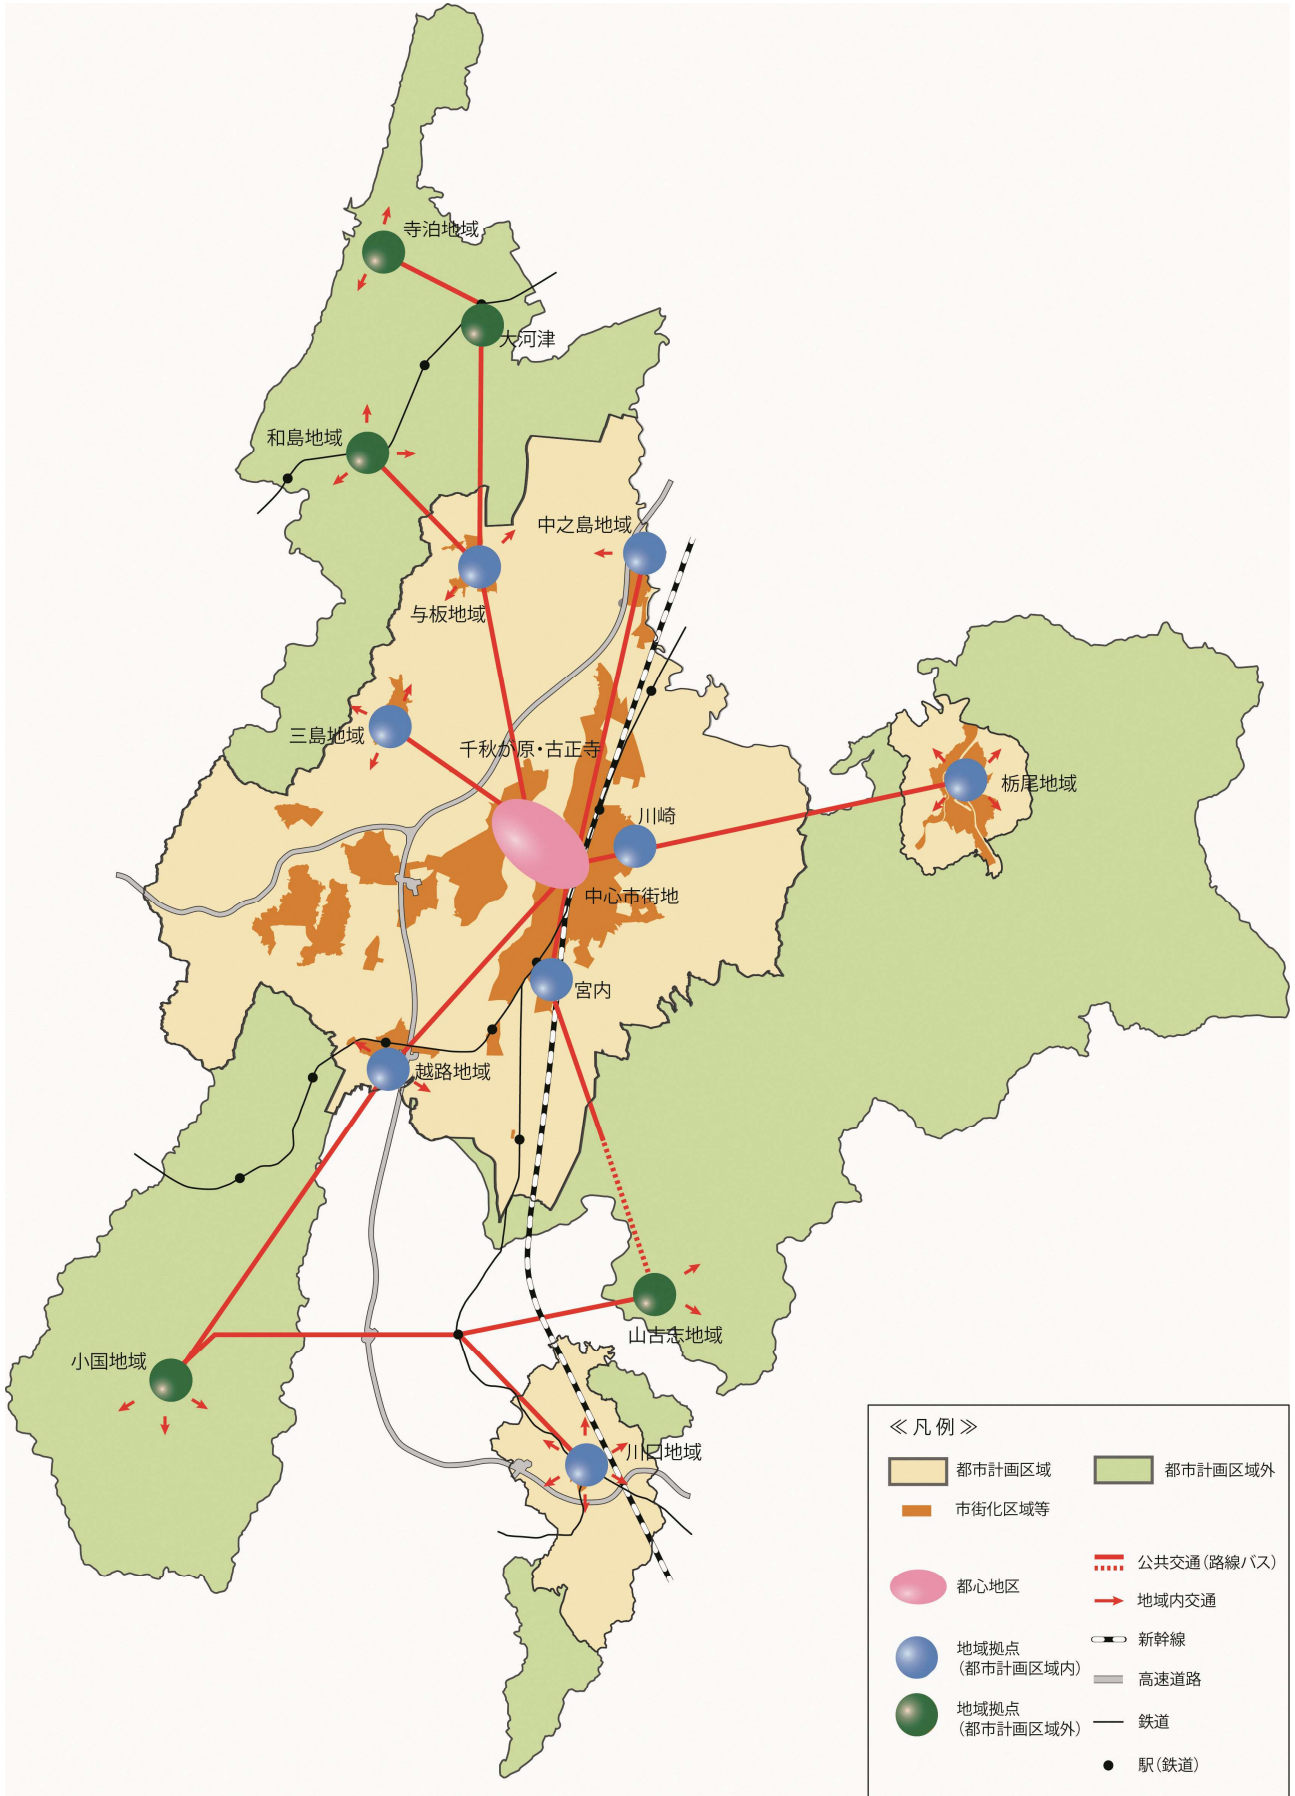 寺泊地域
大河津
和島地域
中之島地域
与板地域
三島地域
千秋が原・古正寺
川崎
栃尾地域
中心市街地
宮内
越路地域
山古志地域
小国地域
川口地域
≪凡例≫
都市計画区域
都市計画区域外
市街化区域等
公共交通（路線バス）
都心地区
地域内交通
新幹線
地域拠点
（都市計画区域内）
高速道路
地域拠点
（都市計画区域外）
鉄道
駅（鉄道）